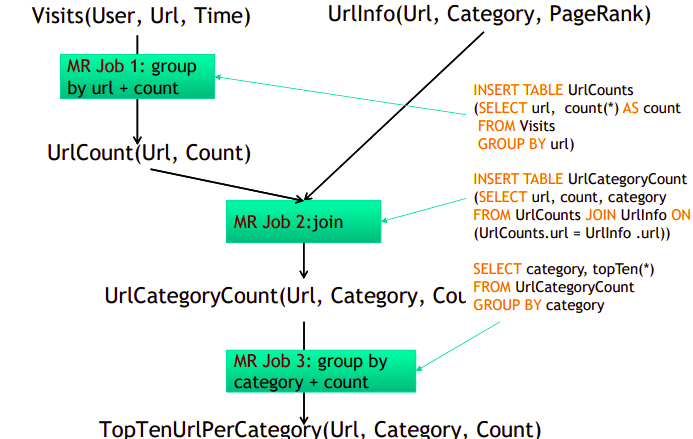 Visits(User, Url, Time)
UrlInfo(Url, Category, PageRank)
MR Job 1: group
by url + count
INSERT TABLE UrlCounts
(SELECT url, count(*) AS count
FROM Visits
GROUP BY url)
UrlCount(Url, Count)
INSERT TABLE UrlCategoryCount
(SELECT url, count, category
FROM UrlCounts JOIN UrlInfo ON
(UrlCounts.url = UrlInfo .url))
MR Job 2:join
SELECT category, topTen(*)
FROM UrlCategoryCount
GROUP BY category
UrlCategoryCount(Url, Category, Cou
MR Job 3: group by
category + count
TopTenUrlPerCategory(Url, Category, Count)